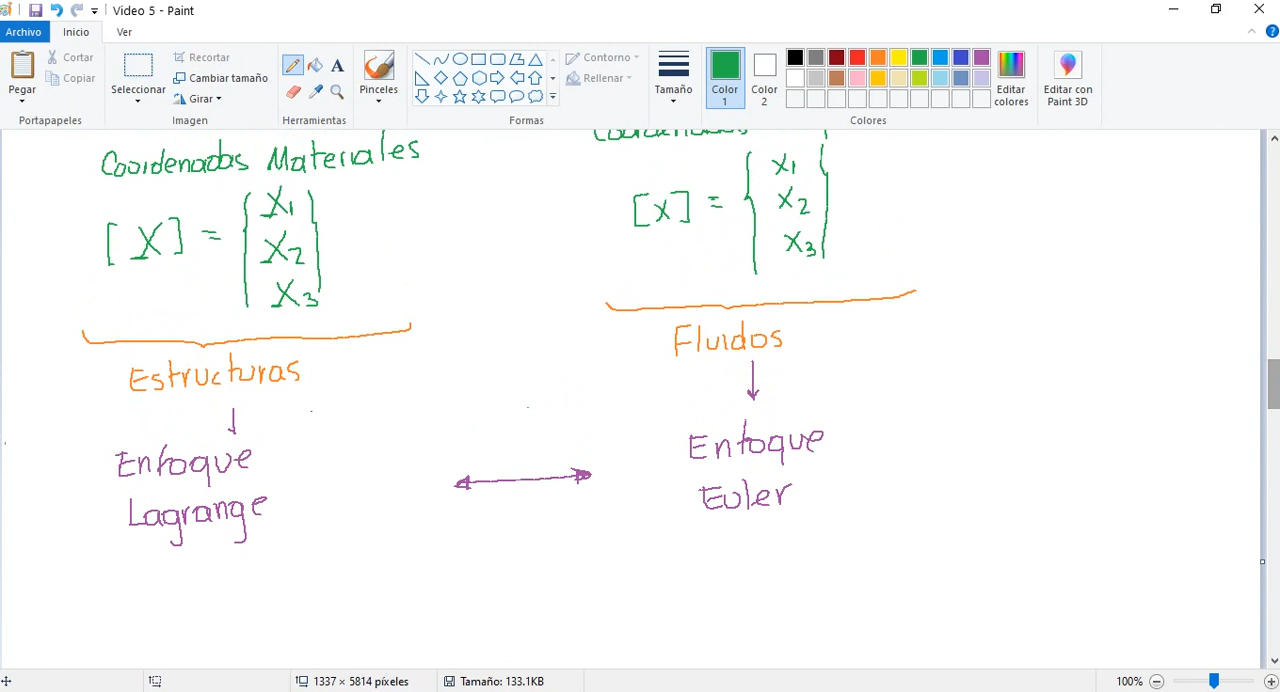 Video 5 - Paint
Archivo Inicio Ver
Pegar
Cortar
Copiar
Portapapeles
Seleccionar
Recortar
Cambiar tamaño
Girar
Imagen
A
Herramientas
Pinceles
Contorno
Rellenar
Formas
Tamaño
Color 1
Color 2
Editar colores
Editar con Paint 3D
Colores
Coordenadas Materiales
[X] = { X1
X2
X3 }
[x] = { x1
x2
x3 }
Estructuras
Fluidos
Enfoque
Lagrange
Enfoque
Euler
1337 × 5814 píxeles
Tamaño: 133.1KB
100%